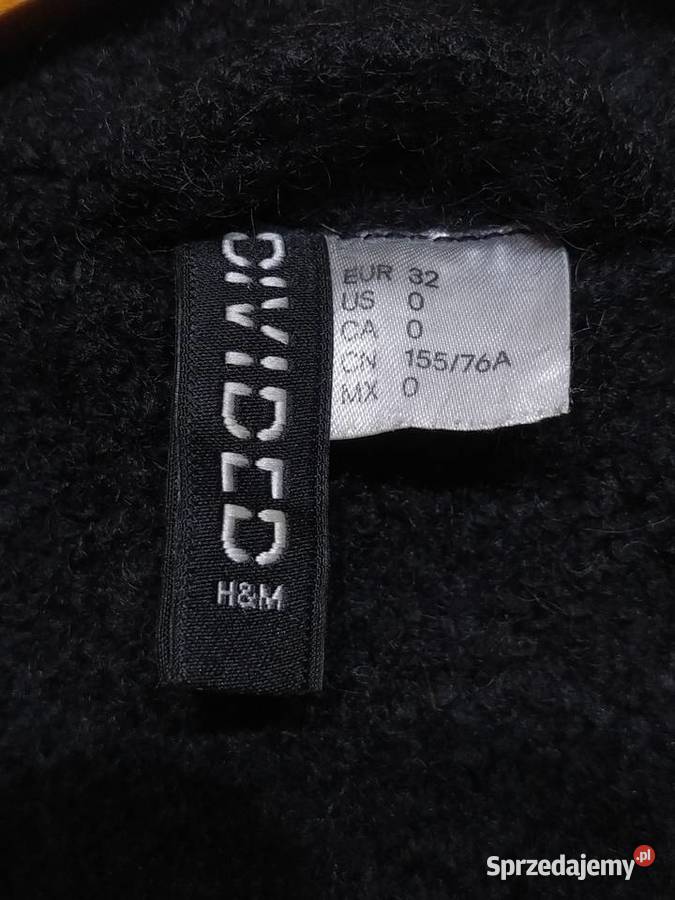 DIVIDED
H&M
EUR 32
US 0
CA 0
CN 155/76A
MX 0
Sprzedajemy.pl